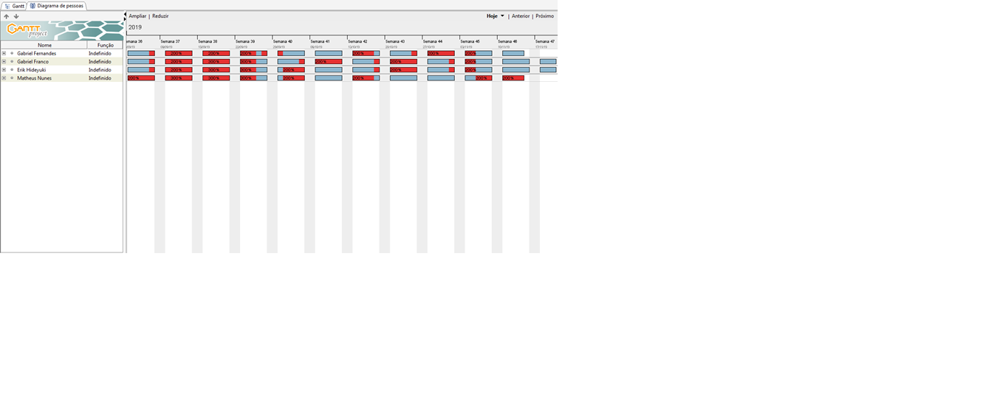 Gantt Diagrama de pessoas
Ampliar | Reduzir Hoje | Anterior | Próximo
2019
GANTT project
mana 36 Semana 37 Semana 38 Semana 39 Semana 40 Semana 41 Semana 42 Semana 43 Semana 44 Semana 45 Semana 46 Semana 47
/09/19 08/09/19 15/09/19 22/09/19 29/09/19 06/10/19 13/10/19 20/10/19 27/10/19 03/11/19 10/11/19 17/11/19
Nome Função
Gabriel Fernandes Indefinido 200% 200% 200% 200% 200% 200%
Gabriel Franco Indefinido 200% 300% 300% 200% 200% 200%
Erik Hideyuki Indefinido 200% 300% 300% 200% 200% 200%
Matheus Nunes Indefinido 200% 300% 300% 300% 200% 200% 200% 200%